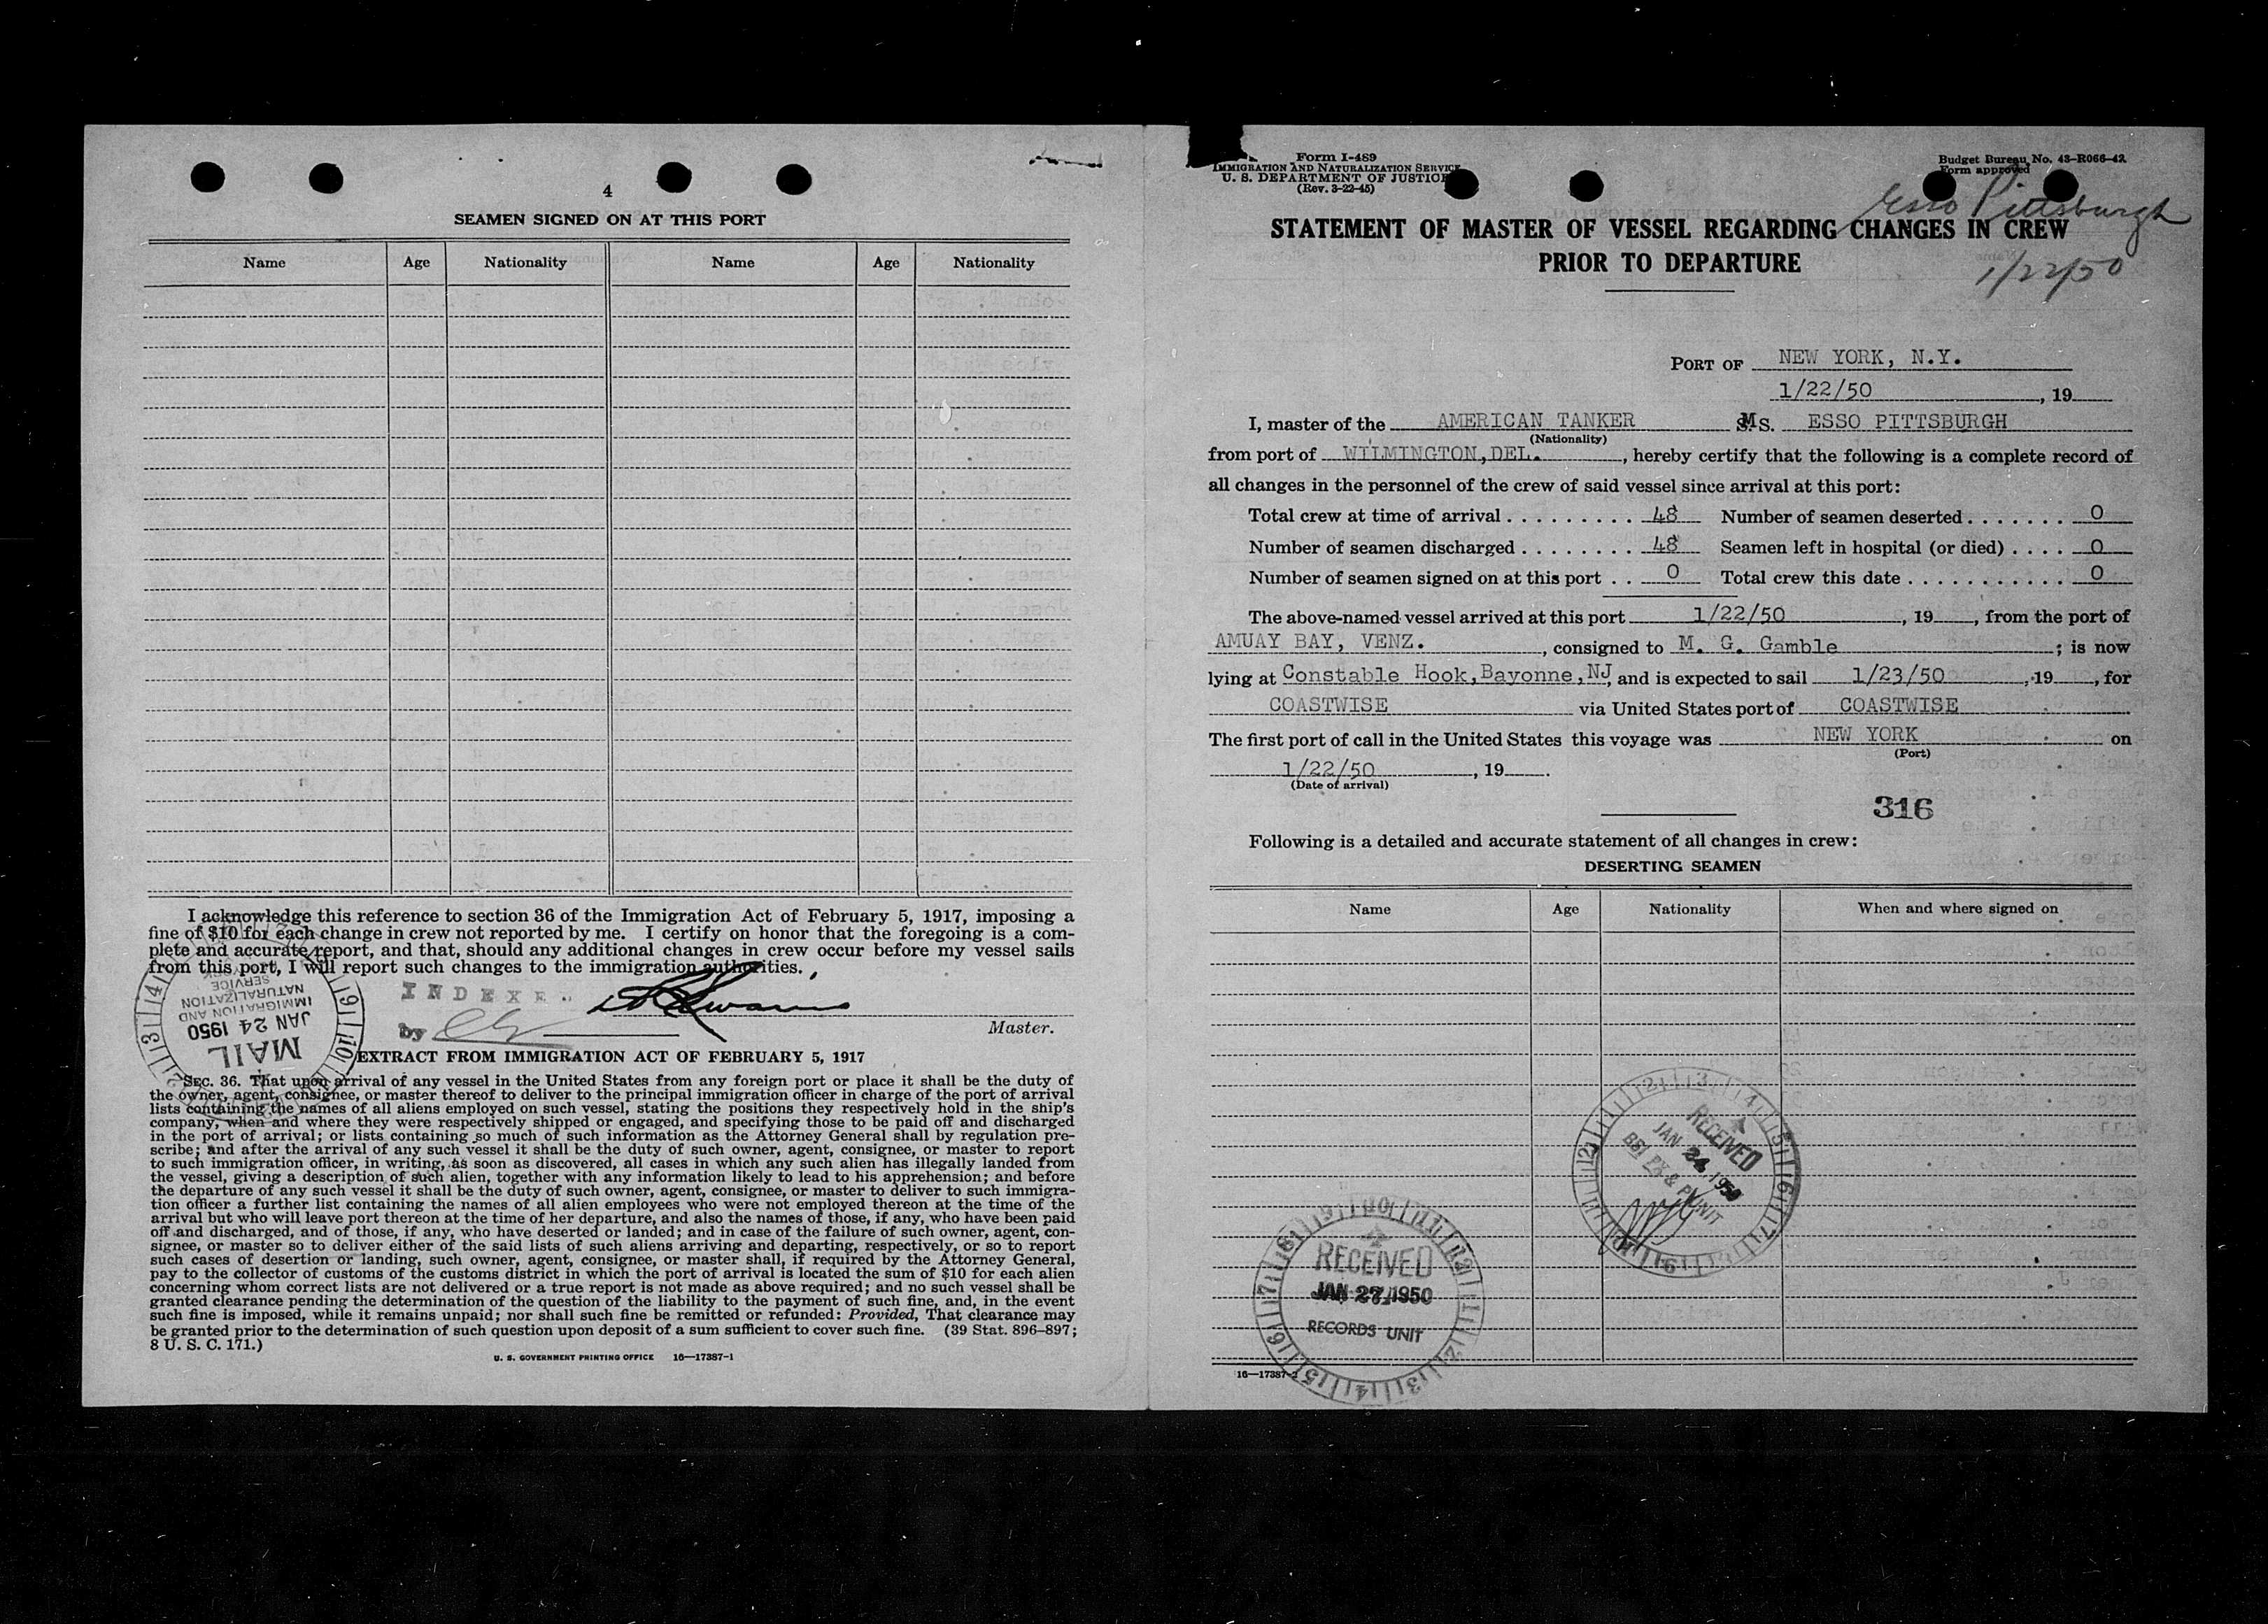 4
SEAMEN SIGNED ON AT THIS PORT
Name Age Nationality Name Age Nationality
I acknowledge this reference to section 36 of the Immigration Act of February 5, 1917, imposing a
fine of $10 for each change in crew not reported by me. I certify on honor that the foregoing is a com-
plete and accurate report, and that, should any additional changes in crew occur before my vessel sails
from this port, I will report such changes to the immigration authorities.
INDEXE
by
Master.
IMMIGRATION AND
NATURALIZATION
SERVICE
JAN 24 1950
MAIL
EXTRACT FROM IMMIGRATION ACT OF FEBRUARY 5, 1917
SEC. 36. That upon arrival of any vessel in the United States from any foreign port or place it shall be the duty of
the owner, agent, consignee, or master thereof to deliver to the principal immigration officer in charge of the port of arrival
lists containing the names of all aliens employed on such vessel, stating the positions they respectively hold in the ship's
company, when and where they were respectively shipped or engaged, and specifying those to be paid off and discharged
in the port of arrival; or lists containing so much of such information as the Attorney General shall by regulation pre-
scribe; and after the arrival of any such vessel it shall be the duty of such owner, agent, consignee, or master to report
to such immigration officer, in writing, as soon as discovered, all cases in which any such alien has illegally landed from
the vessel, giving a description of such alien, together with any information likely to lead to his apprehension; and before
the departure of any such vessel it shall be the duty of such owner, agent, consignee, or master to deliver to such immigra-
tion officer a further list containing the names of all alien employees who were not employed thereon at the time of the
arrival but who will leave port thereon at the time of her departure, and also the names of those, if any, who have been paid
off and discharged, and of those, if any, who have deserted or landed; and in case of the failure of such owner, agent, con-
signee, or master so to deliver either of the said lists of such aliens arriving and departing, respectively, or so to report
such cases of desertion or landing, such owner, agent, consignee, or master shall, if required by the Attorney General,
pay to the collector of customs of the customs district in which the port of arrival is located the sum of $10 for each alien
concerning whom correct lists are not delivered or a true report is not made as above required; and no such vessel shall be
granted clearance pending the determination of the question of the liability to the payment of such fine, and, in the event
such fine is imposed, while it remains unpaid; nor shall such fine be remitted or refunded: Provided, That clearance may
be granted prior to the determination of such question upon deposit of a sum sufficient to cover such fine. (39 Stat. 896–897;
8 U. S. C. 171.)
U. S. GOVERNMENT PRINTING OFFICE 16—17387-1
Form I-489
IMMIGRATION AND NATURALIZATION SERVICE
U. S. DEPARTMENT OF JUSTICE
(Rev. 3-22-45)
Budget Bureau No. 43–R066–42.
Form approved
Esso Pittsburgh
1/22/50
STATEMENT OF MASTER OF VESSEL REGARDING CHANGES IN CREW
PRIOR TO DEPARTURE
PORT OF NEW YORK, N.Y.
1/22/50, 19
I, master of the AMERICAN TANKER MS. ESSO PITTSBURGH
(Nationality)
from port of WILMINGTON, DEL., hereby certify that the following is a complete record of
all changes in the personnel of the crew of said vessel since arrival at this port:
Total crew at time of arrival . . . . . . . . . . 48 Number of seamen deserted . . . . . . . 0
Number of seamen discharged . . . . . . . . 48 Seamen left in hospital (or died) . . . . 0
Number of seamen signed on at this port . . 0 Total crew this date . . . . . . . . . . . . 0
The above-named vessel arrived at this port 1/22/50, 19, from the port of
AMUAY BAY, VENZ., consigned to M. G. Gamble; is now
lying at Constable Hook, Bayonne, NJ, and is expected to sail 1/23/50, 19, for
COASTWISE via United States port of COASTWISE
The first port of call in the United States this voyage was NEW YORK on
(Port)
1/22/50, 19.
(Date of arrival)
316
Following is a detailed and accurate statement of all changes in crew:
DESERTING SEAMEN
Name Age Nationality When and where signed on
RECEIVED
JAN 24 1950
RECEIVED
JAN 27 1950
RECORDS UNIT
16—17387-2